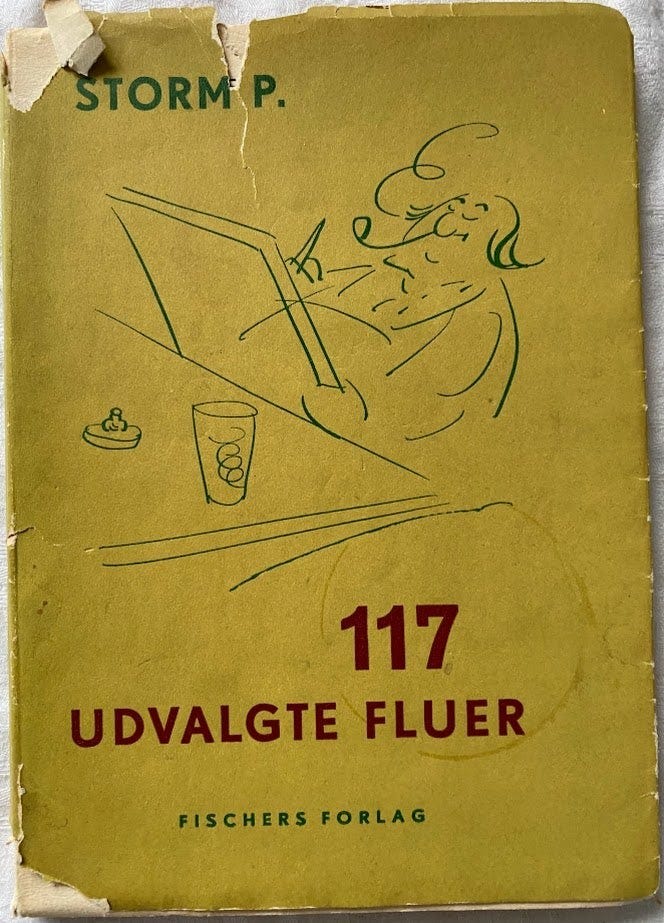 STORM P.
117
UDVALGTE FLUER
FISCHERS FORLAG